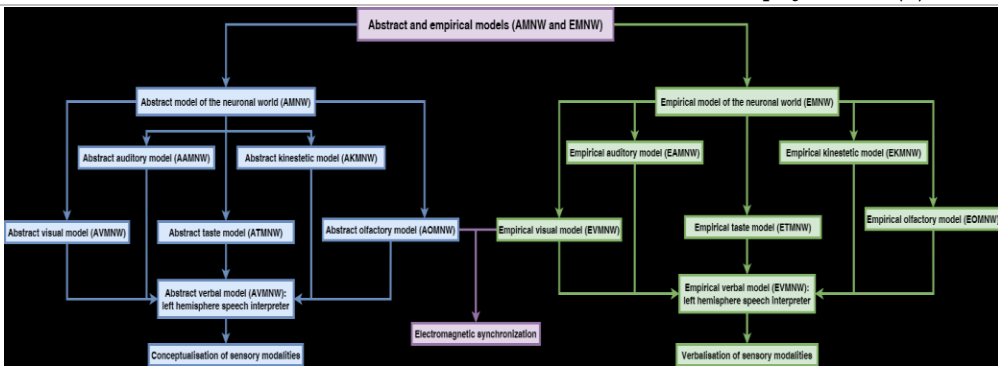 Abstract and empirical models (AMNW and EMNW)
Abstract model of the neuronal world (AMNW)
Empirical model of the neuronal world (EMNW)
Abstract auditory model (AAMNW)
Abstract kinestetic model (AKMNW)
Empirical auditory model (EAMNW)
Empirical kinestetic model (EKMNW)
Abstract visual model (AVMNW)
Abstract taste model (ATMNW)
Abstract olfactory model (AOMNW)
Empirical visual model (EVMNW)
Empirical taste model (ETMNW)
Empirical olfactory model (EOMNW)
Abstract verbal model (AVMNW):
left hemisphere speech interpreter
Empirical verbal model (EVMNW):
left hemisphere speech interpreter
Electromagnetic synchronization
Conceptualisation of sensory modalities
Verbalisation of sensory modalities